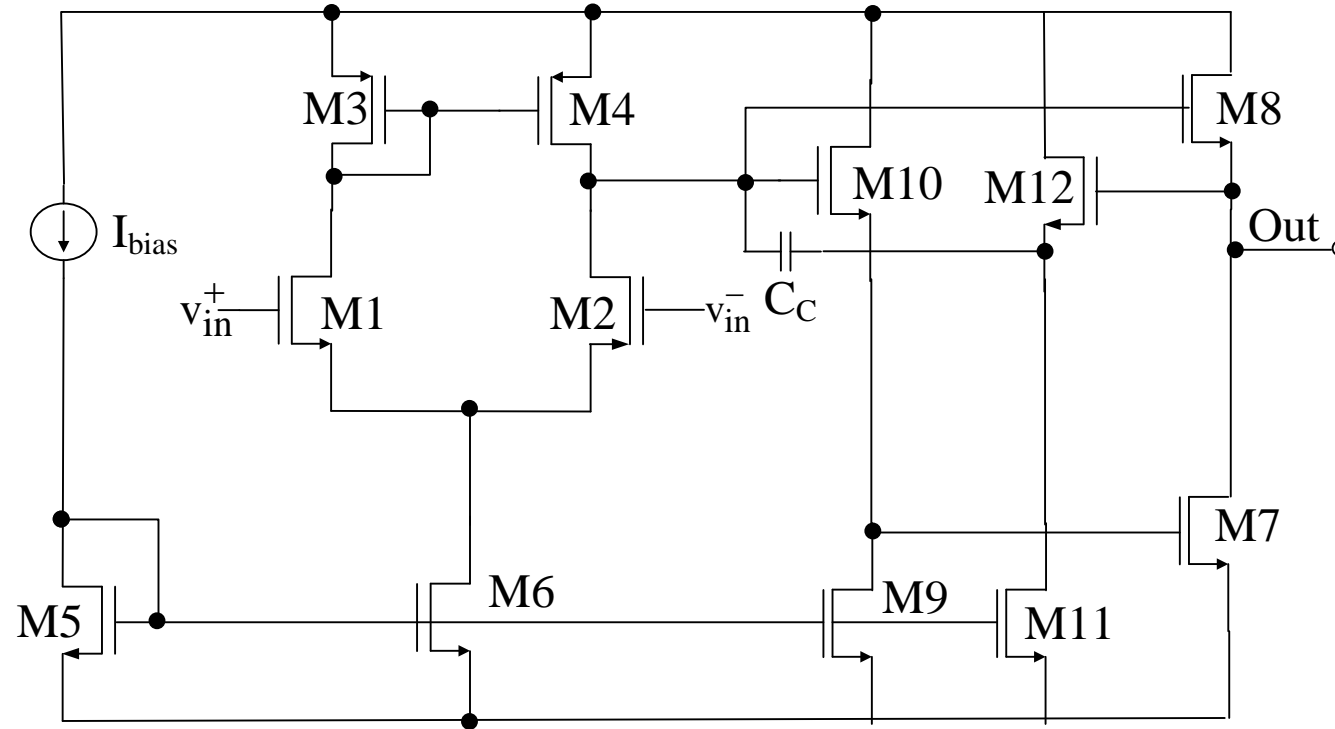 M3
M4
M8
M10
M12
I_bias
Out
v_in^+
M1
M2
v_in^-
C_C
M7
M5
M6
M9
M11